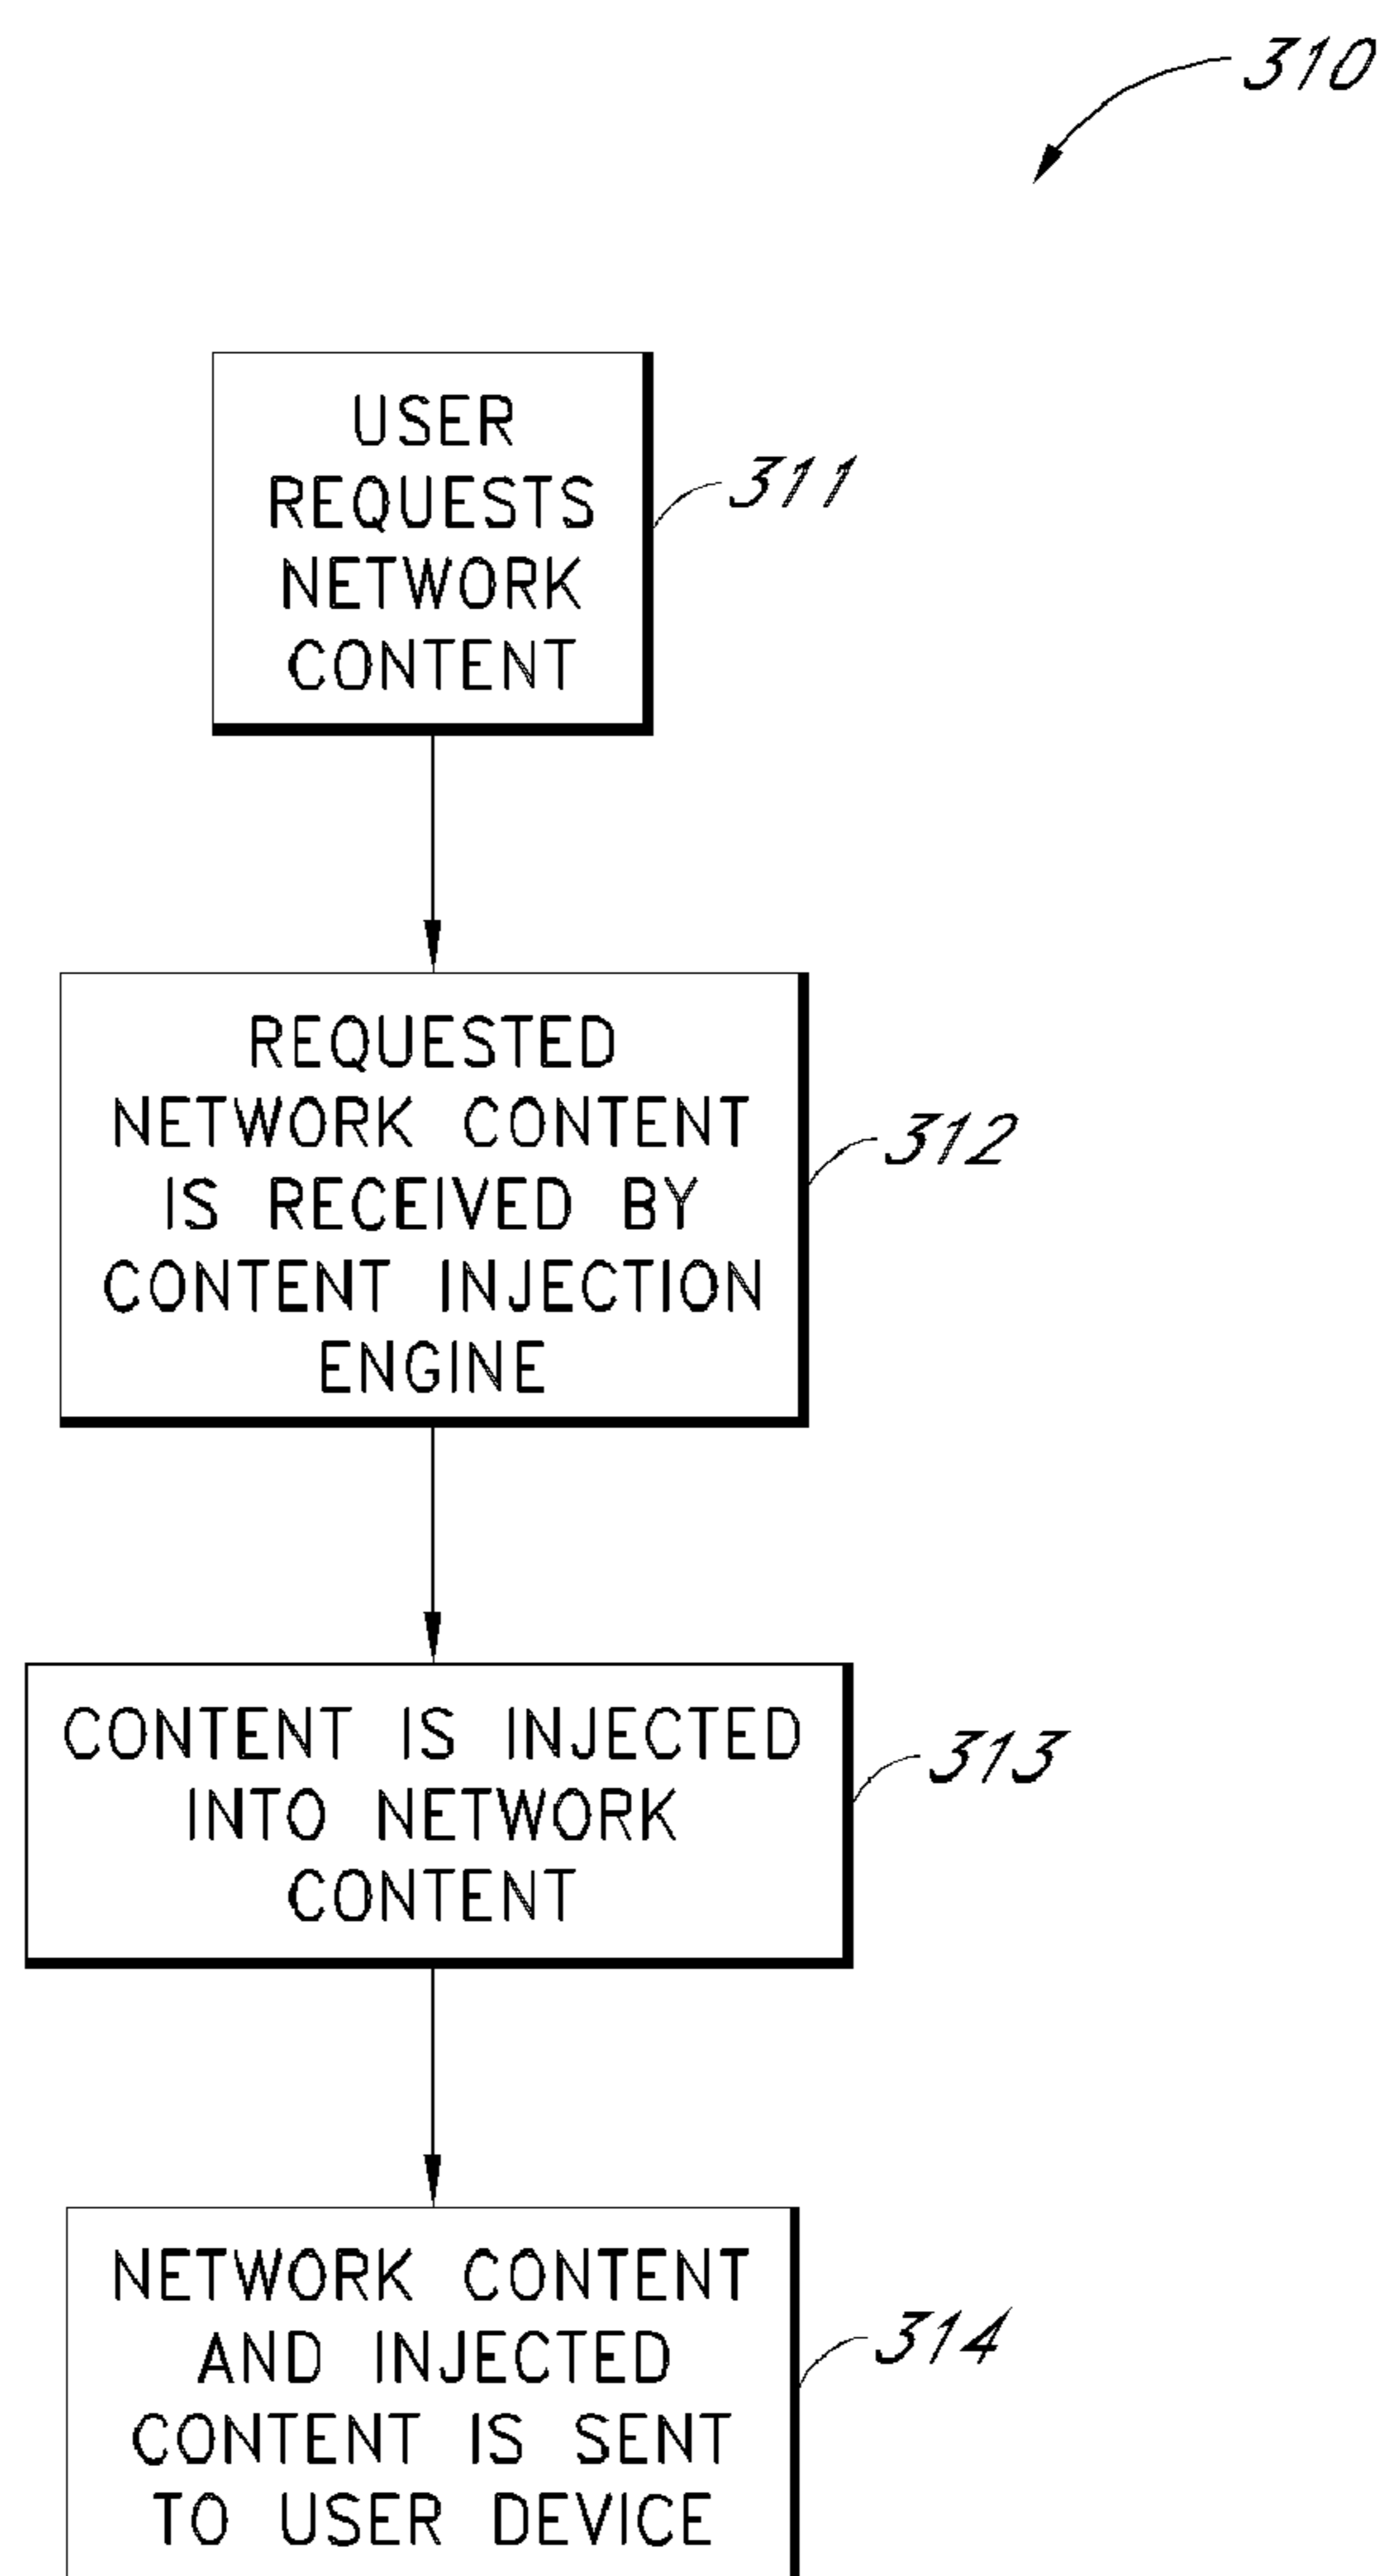 310
USER
REQUESTS
NETWORK
CONTENT
311
REQUESTED
NETWORK CONTENT
IS RECEIVED BY
CONTENT INJECTION
ENGINE
312
CONTENT IS INJECTED
INTO NETWORK
CONTENT
313
NETWORK CONTENT
AND INJECTED
CONTENT IS SENT
TO USER DEVICE
314